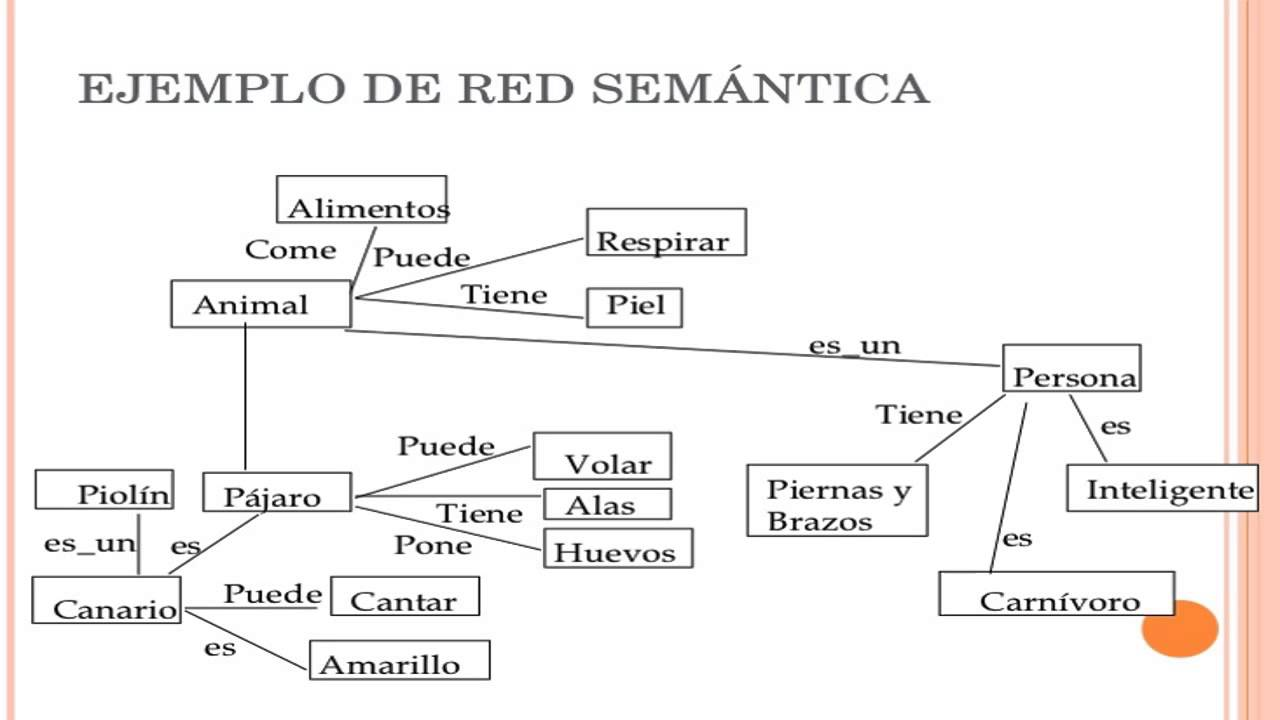 EJEMPLO DE RED SEMÁNTICA
Alimentos
Come
Puede
Respirar
Animal
Tiene
Piel
es_un
Persona
Tiene
es
Puede
Volar
Piolín
Pájaro
Alas
Piernas y
Brazos
Inteligente
Tiene
es_un
es
Pone
Huevos
es
Canario
Puede
Cantar
Carnívoro
es
Amarillo